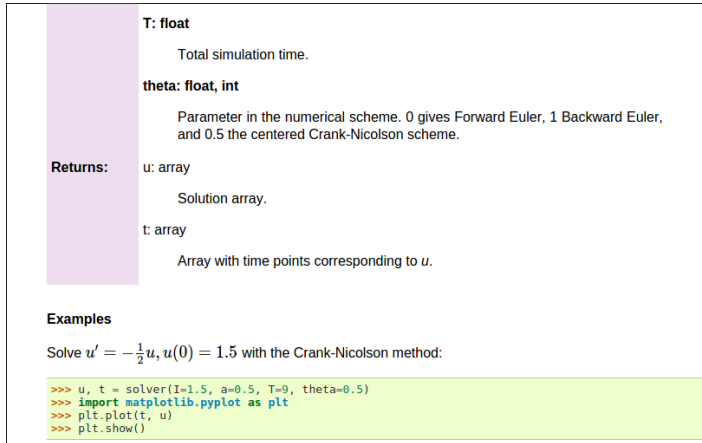 T: float
Total simulation time.
theta: float, int
Parameter in the numerical scheme. 0 gives Forward Euler, 1 Backward Euler,
and 0.5 the centered Crank-Nicolson scheme.
Returns: u: array
Solution array.
t: array
Array with time points corresponding to u.
Examples
Solve u′ = −½u, u(0) = 1.5 with the Crank-Nicolson method:
>>> u, t = solver(I=1.5, a=0.5, T=9, theta=0.5)
>>> import matplotlib.pyplot as plt
>>> plt.plot(t, u)
>>> plt.show()